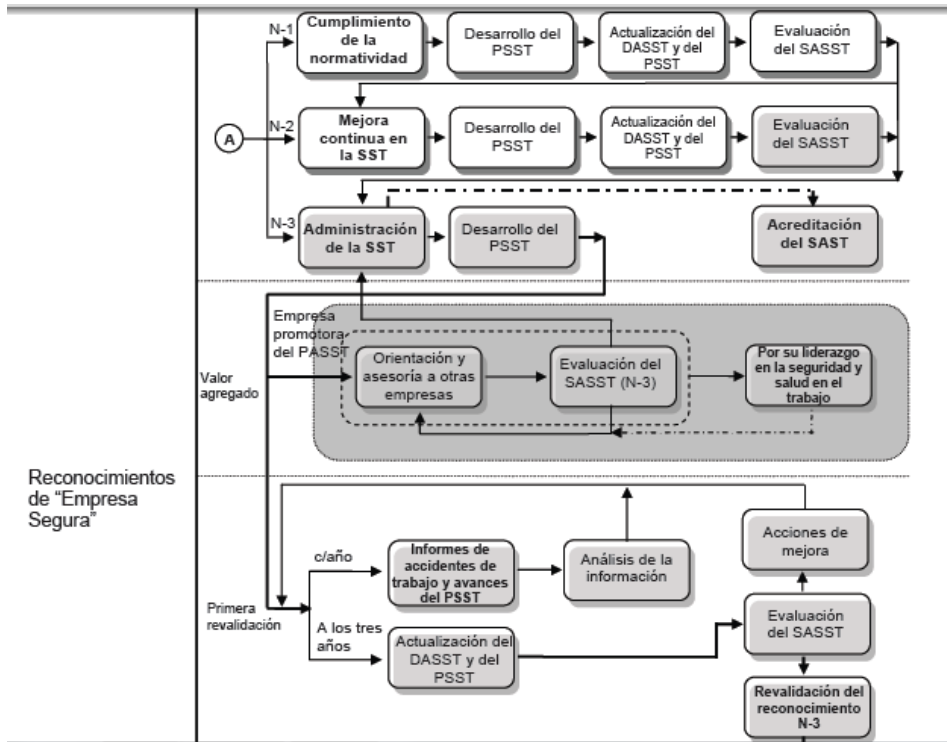 N-1
Cumplimiento
de la
normatividad
Desarrollo del
PSST
Actualización del
DASST y del
PSST
Evaluación
del SASST
A
N-2
Mejora
continua en
la SST
Desarrollo del
PSST
Actualización del
DASST y del
PSST
Evaluación
del SASST
N-3
Administración
de la SST
Desarrollo del
PSST
Acreditación
del SAST
Valor
agregado
Empresa
promotora
del PASST
Orientación y
asesoría a otras
empresas
Evaluación del
SASST (N-3)
Por su liderazgo
en la seguridad y
salud en el
trabajo
Reconocimientos
de “Empresa
Segura”
Primera
revalidación
c/año
Informes de
accidentes de
trabajo y avances
del PSST
Análisis de la
información
Acciones de
mejora
A los tres
años
Actualización del
DASST y del
PSST
Evaluación
del SASST
Revalidación del
reconocimiento
N-3